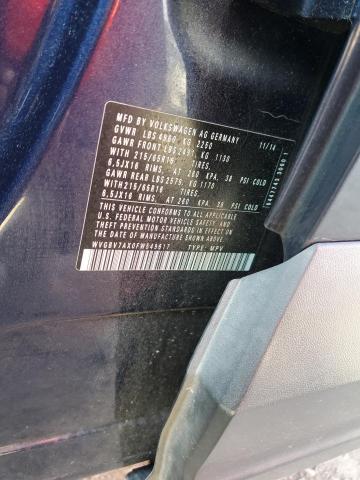 MFD BY VOLKSWAGEN AG GERMANY 11/14
GVWR LBS 4960 KG 2250
GAWR FRONT LBS 2491 KG 1130
WITH 215/65R16 TIRES
6,5JX16 RIMS, AT 260 KPA, 38 PSI COLD
GAWR REAR LBS 2579 KG 1170
WITH 215/65R16 TIRES
6,5JX16 RIMS, AT 260 KPA, 38 PSI COLD
THIS VEHICLE CONFORMS TO ALL APPLICABLE
FEDERAL MOTOR VEHICLE SAFETY
STANDARDS IN EFFECT ON THE DATE OF
MANUFACTURE SHOWN ABOVE
WVGBV7AX0FW549617 TYPE: MPV